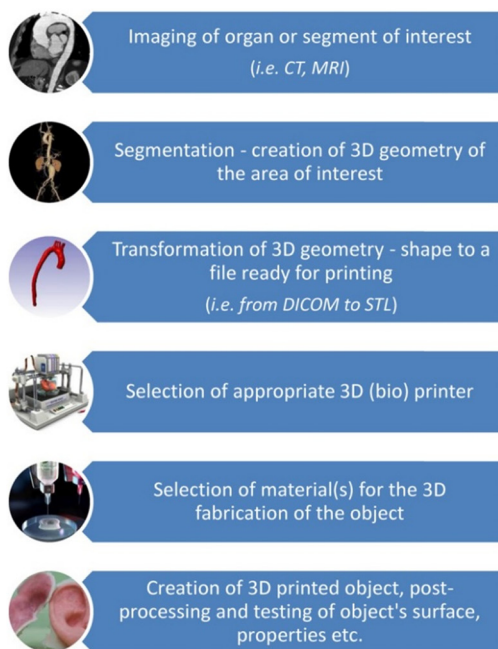 Imaging of organ or segment of interest
(i.e. CT, MRI)
Segmentation - creation of 3D geometry of
the area of interest
Transformation of 3D geometry - shape to a
file ready for printing
(i.e. from DICOM to STL)
Selection of appropriate 3D (bio) printer
Selection of material(s) for the 3D
fabrication of the object
Creation of 3D printed object, post-
processing and testing of object's surface,
properties etc.